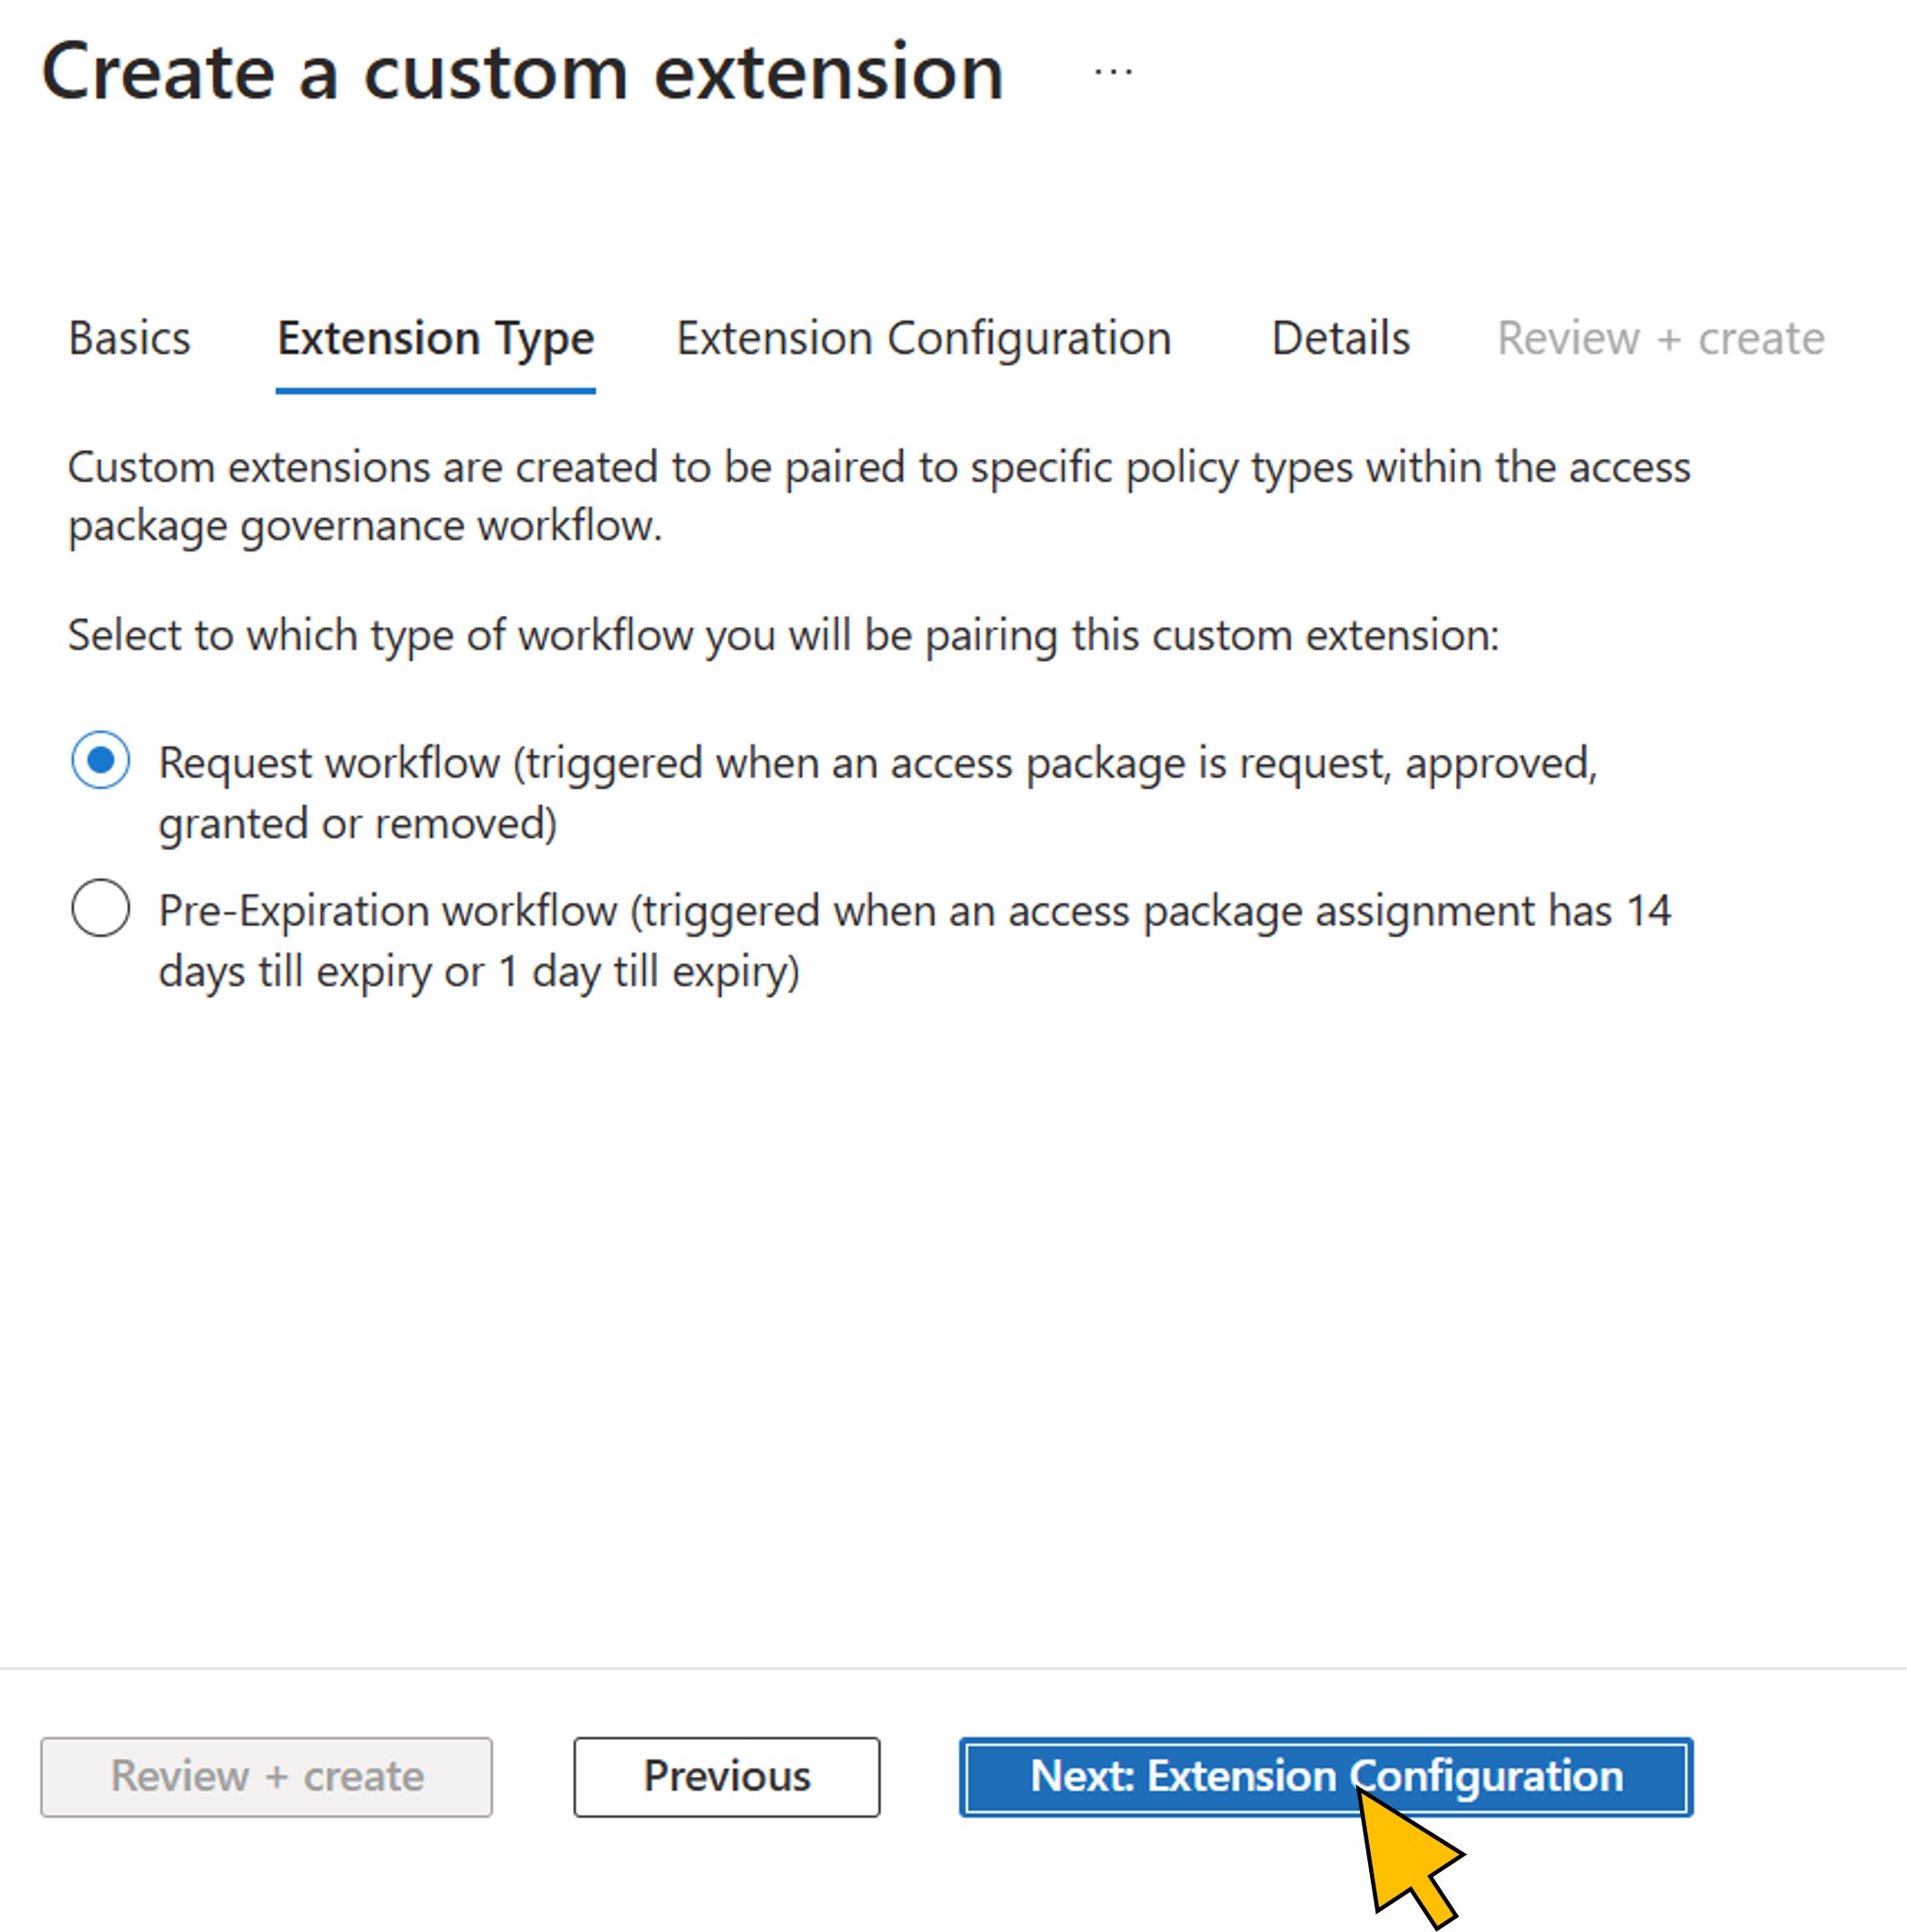 Create a custom extension ...
Basics Extension Type Extension Configuration Details Review + create
Custom extensions are created to be paired to specific policy types within the access
package governance workflow.
Select to which type of workflow you will be pairing this custom extension:
Request workflow (triggered when an access package is request, approved,
granted or removed)
Pre-Expiration workflow (triggered when an access package assignment has 14
days till expiry or 1 day till expiry)
Review + create Previous Next: Extension Configuration